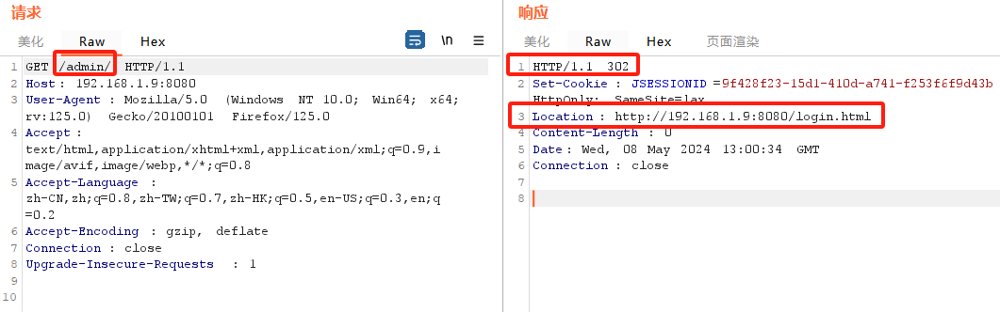 请求
美化 Raw Hex \n
1 GET /admin/ HTTP/1.1
2 Host: 192.168.1.9:8080
3 User-Agent: Mozilla/5.0 (Windows NT 10.0; Win64; x64;
rv:125.0) Gecko/20100101 Firefox/125.0
4 Accept:
text/html,application/xhtml+xml,application/xml;q=0.9,i
mage/avif,image/webp,*/*;q=0.8
5 Accept-Language:
zh-CN,zh;q=0.8,zh-TW;q=0.7,zh-HK;q=0.5,en-US;q=0.3,en;q
=0.2
6 Accept-Encoding: gzip, deflate
7 Connection: close
8 Upgrade-Insecure-Requests: 1
9
10
响应
美化 Raw Hex 页面渲染
1 HTTP/1.1 302
2 Set-Cookie: JSESSIONID=9f428f23-15d1-410d-a741-f253f6f9d43b
HttpOnly; SameSite=lax
3 Location: http://192.168.1.9:8080/login.html
4 Content-Length: 0
5 Date: Wed, 08 May 2024 13:00:34 GMT
6 Connection: close
7
8